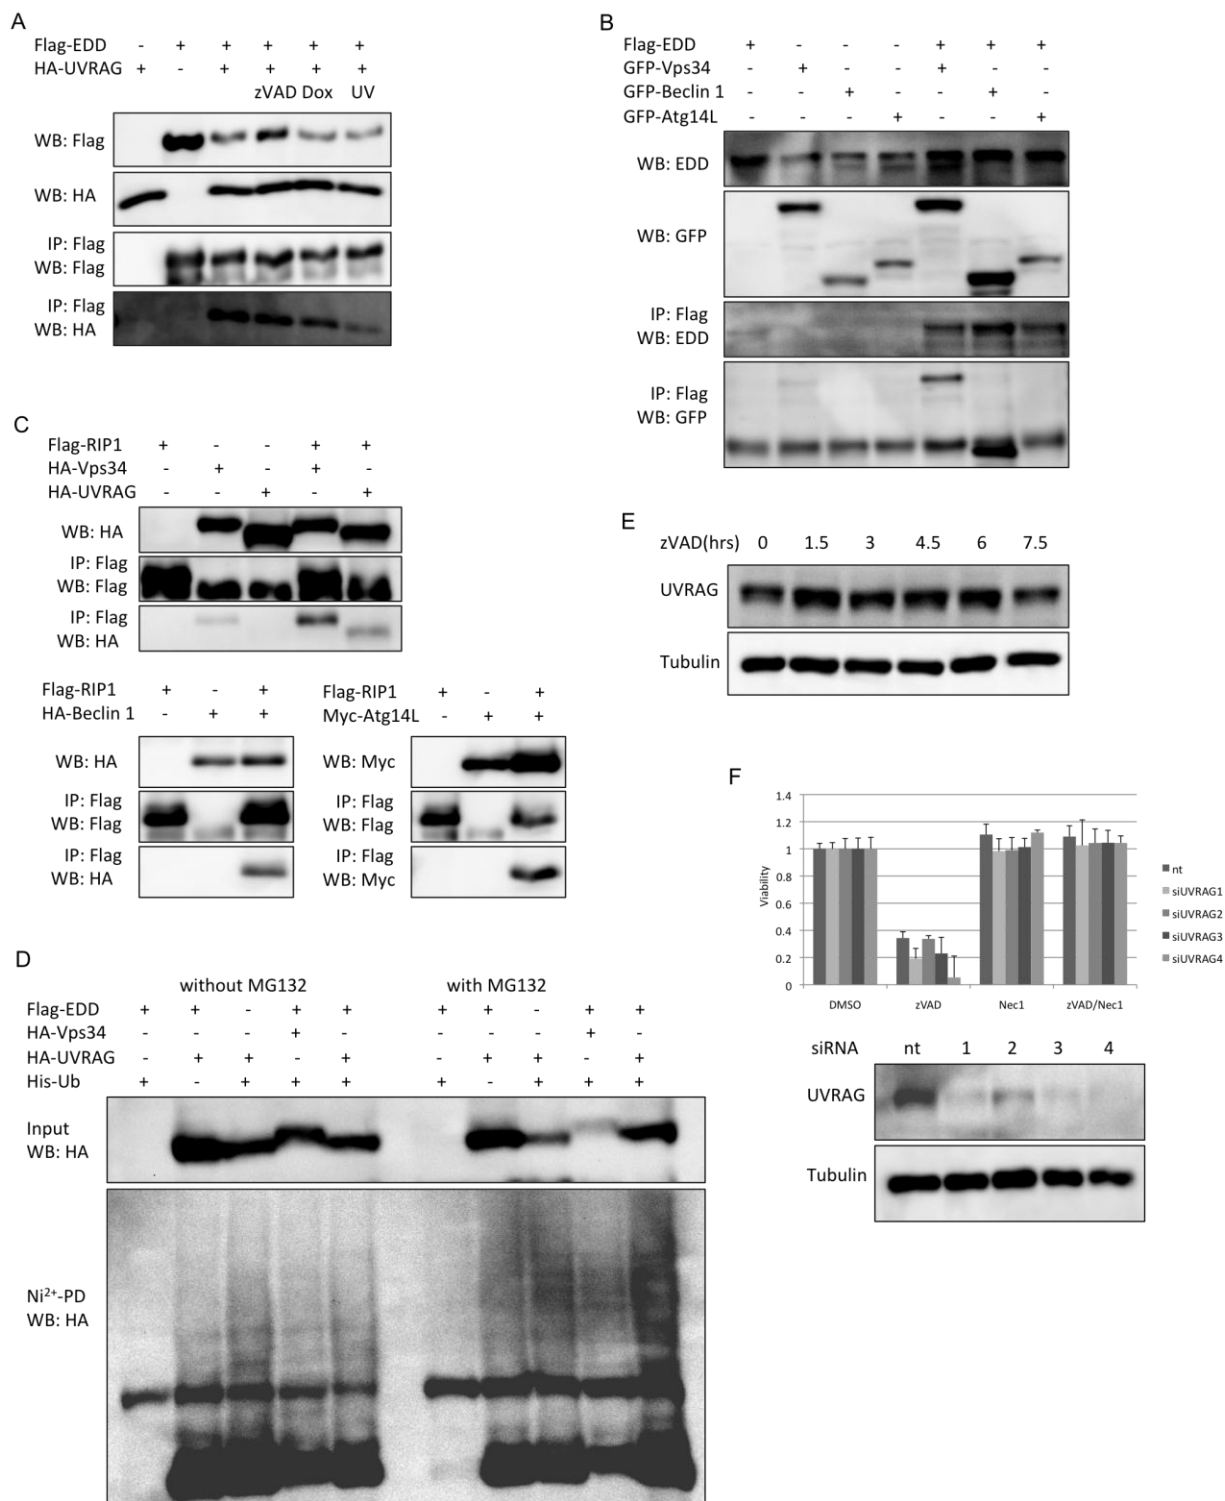 A
Flag-EDD - + + + + +
HA-UVRAG + - + + + +
zVAD Dox UV
WB: Flag
WB: HA
IP: Flag
WB: Flag
IP: Flag
WB: HA
B
Flag-EDD + - - - + + +
GFP-Vps34 - + - - + - -
GFP-Beclin 1 - - + - - + -
GFP-Atg14L - - - + - - +
WB: EDD
WB: GFP
IP: Flag
WB: EDD
IP: Flag
WB: GFP
C
Flag-RIP1 + - - + +
HA-Vps34 - + - + -
HA-UVRAG - - + - +
WB: HA
IP: Flag
WB: Flag
IP: Flag
WB: HA
Flag-RIP1 + - +
HA-Beclin 1 - + +
WB: HA
IP: Flag
WB: Flag
IP: Flag
WB: HA
Flag-RIP1 + - +
Myc-Atg14L - + +
WB: Myc
IP: Flag
WB: Flag
IP: Flag
WB: Myc
D
without MG132 with MG132
Flag-EDD + + - + + + + - + +
HA-Vps34 - - - + - - - - + -
HA-UVRAG - + + - + - + + - +
His-Ub + - + + + + - + + +
Input
WB: HA
Ni2+-PD
WB: HA
E
zVAD(hrs) 0 1.5 3 4.5 6 7.5
UVRAG
Tubulin
F
1.4
1.2
1
0.8
0.6
0.4
0.2
0
Viability
DMSO zVAD Nec1 zVAD/Nec1
nt
siUVRAG1
siUVRAG2
siUVRAG3
siUVRAG4
siRNA nt 1 2 3 4
UVRAG
Tubulin